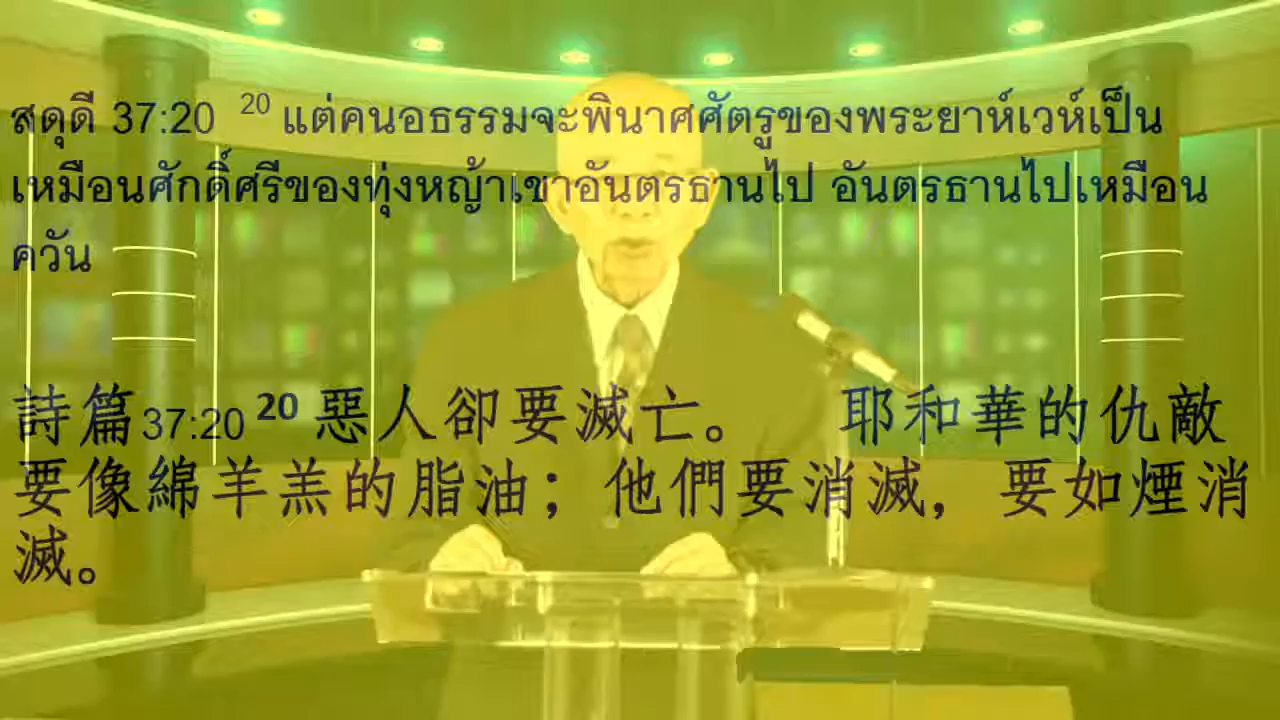 สดุดี 37:20 20 แต่คนอธรรมจะพินาศศัตรูของพระยาห์เวห์เป็น
เหมือนศักดิ์ศรีของทุ่งหญ้าเขาอันตรธานไป อันตรธานไปเหมือน
ควัน
詩篇37:20 20 惡人卻要滅亡。 耶和華的仇敵
要像綿羊羔的脂油；他們要消滅，要如煙消
滅。